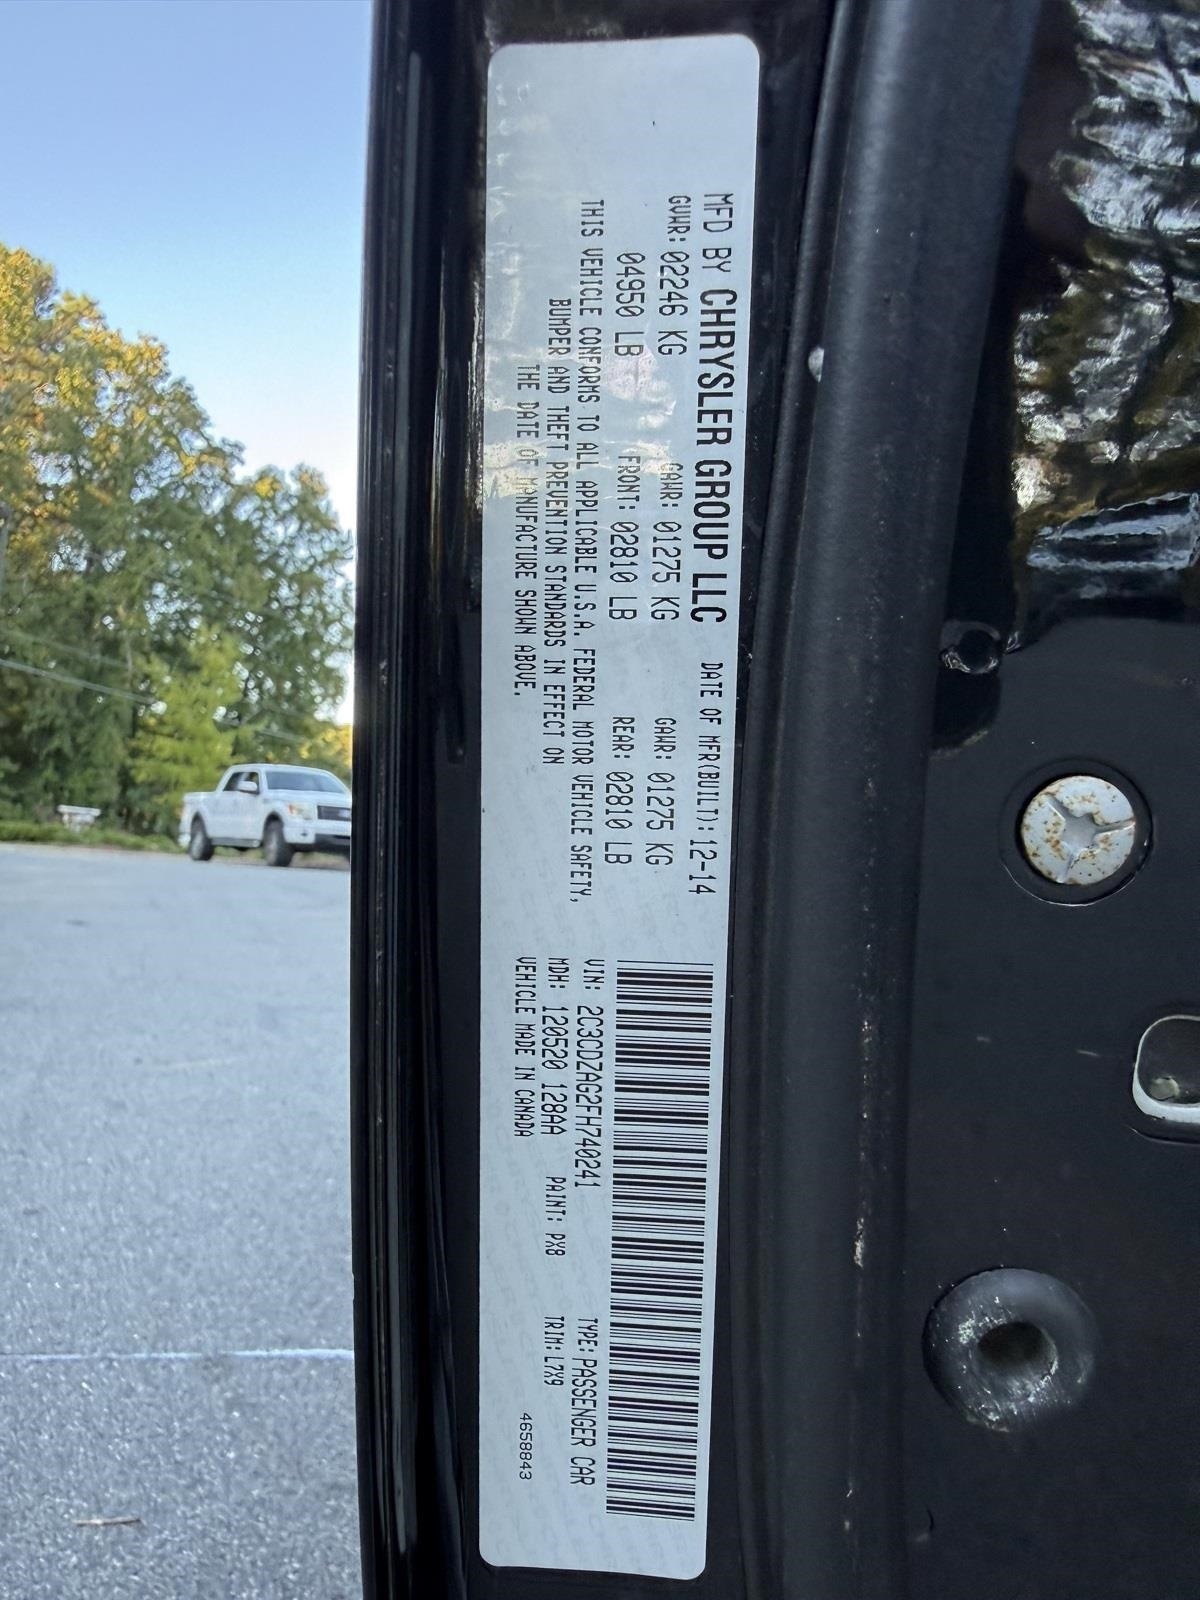 MFD BY CHRYSLER GROUP LLC DATE OF MFR(BUILT): 12-14
GVWR: 02246 KG GAWR: 01275 KG GAWR: 01275 KG
04950 LB FRONT: 02810 LB REAR: 02810 LB
THIS VEHICLE CONFORMS TO ALL APPLICABLE U.S.A. FEDERAL MOTOR VEHICLE SAFETY,
BUMPER AND THEFT PREVENTION STANDARDS IN EFFECT ON
THE DATE OF MANUFACTURE SHOWN ABOVE.
VIN: 2C3CDZAG2FH740241 TYPE: PASSENGER CAR
MDH: 120520 128AA PAINT: PX8 TRIM: L7X9
VEHICLE MADE IN CANADA 4658843